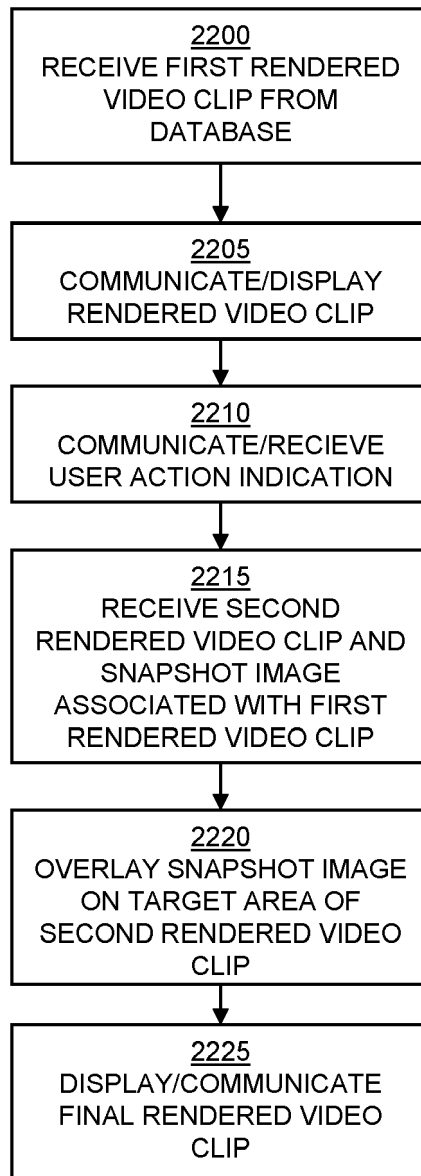 2200
RECEIVE FIRST RENDERED
VIDEO CLIP FROM
DATABASE
2205
COMMUNICATE/DISPLAY
RENDERED VIDEO CLIP
2210
COMMUNICATE/RECIEVE
USER ACTION INDICATION
2215
RECEIVE SECOND
RENDERED VIDEO CLIP AND
SNAPSHOT IMAGE
ASSOCIATED WITH FIRST
RENDERED VIDEO CLIP
2220
OVERLAY SNAPSHOT IMAGE
ON TARGET AREA OF
SECOND RENDERED VIDEO
CLIP
2225
DISPLAY/COMMUNICATE
FINAL RENDERED VIDEO
CLIP